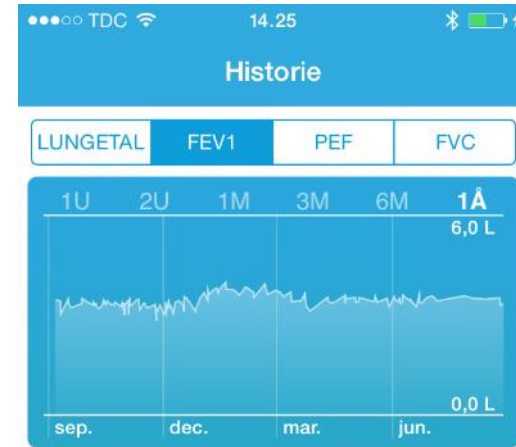 TDC 14.25
Historie
LUNGETAL FEV1 PEF FVC
1U 2U 1M 3M 6M 1Å
6,0 L
0,0 L
sep. dec. mar. jun.